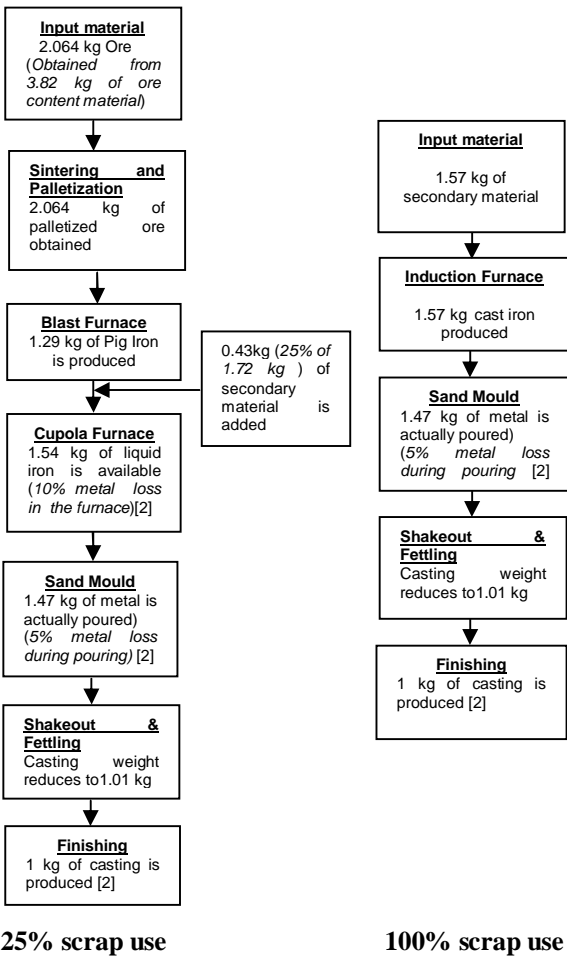 Input material
2.064 kg Ore
(Obtained from
3.82 kg of ore
content material)
Sintering and
Palletization
2.064 kg of
palletized ore
obtained
Blast Furnace
1.29 kg of Pig Iron
is produced
0.43kg (25% of
1.72 kg ) of
secondary
material is
added
Cupola Furnace
1.54 kg of liquid
iron is available
(10% metal loss
in the furnace)[2]
Sand Mould
1.47 kg of metal is
actually poured)
(5% metal loss
during pouring) [2]
Shakeout &
Fettling
Casting weight
reduces to1.01 kg
Finishing
1 kg of casting is
produced [2]
25% scrap use
Input material
1.57 kg of
secondary material
Induction Furnace
1.57 kg cast iron
produced
Sand Mould
1.47 kg of metal is
actually poured)
(5% metal loss
during pouring [2]
Shakeout &
Fettling
Casting weight
reduces to1.01 kg
Finishing
1 kg of casting is
produced [2]
100% scrap use